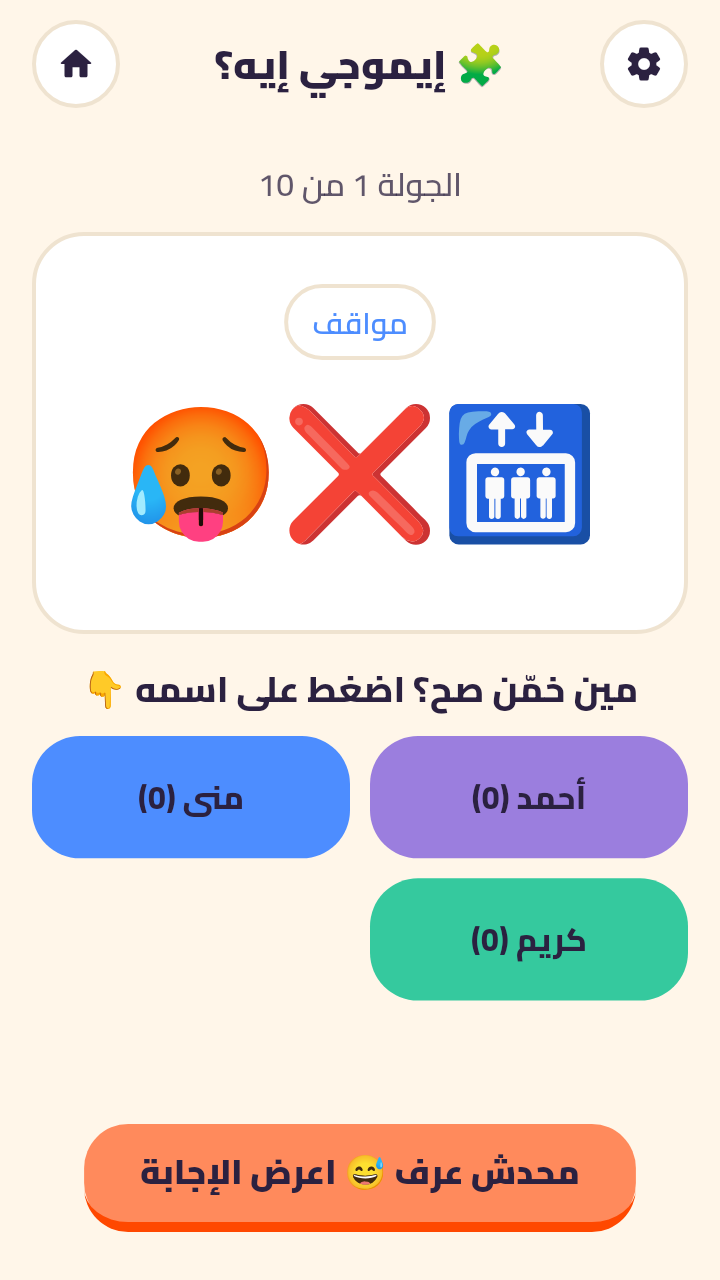 🧩 إيموجي إيه؟
الجولة 1 من 10
مواقف
مين خمّن صح؟ اضغط على اسمه 👇
أحمد (0)
منى (0)
كريم (0)
محدش عرف 😅 اعرض الإجابة